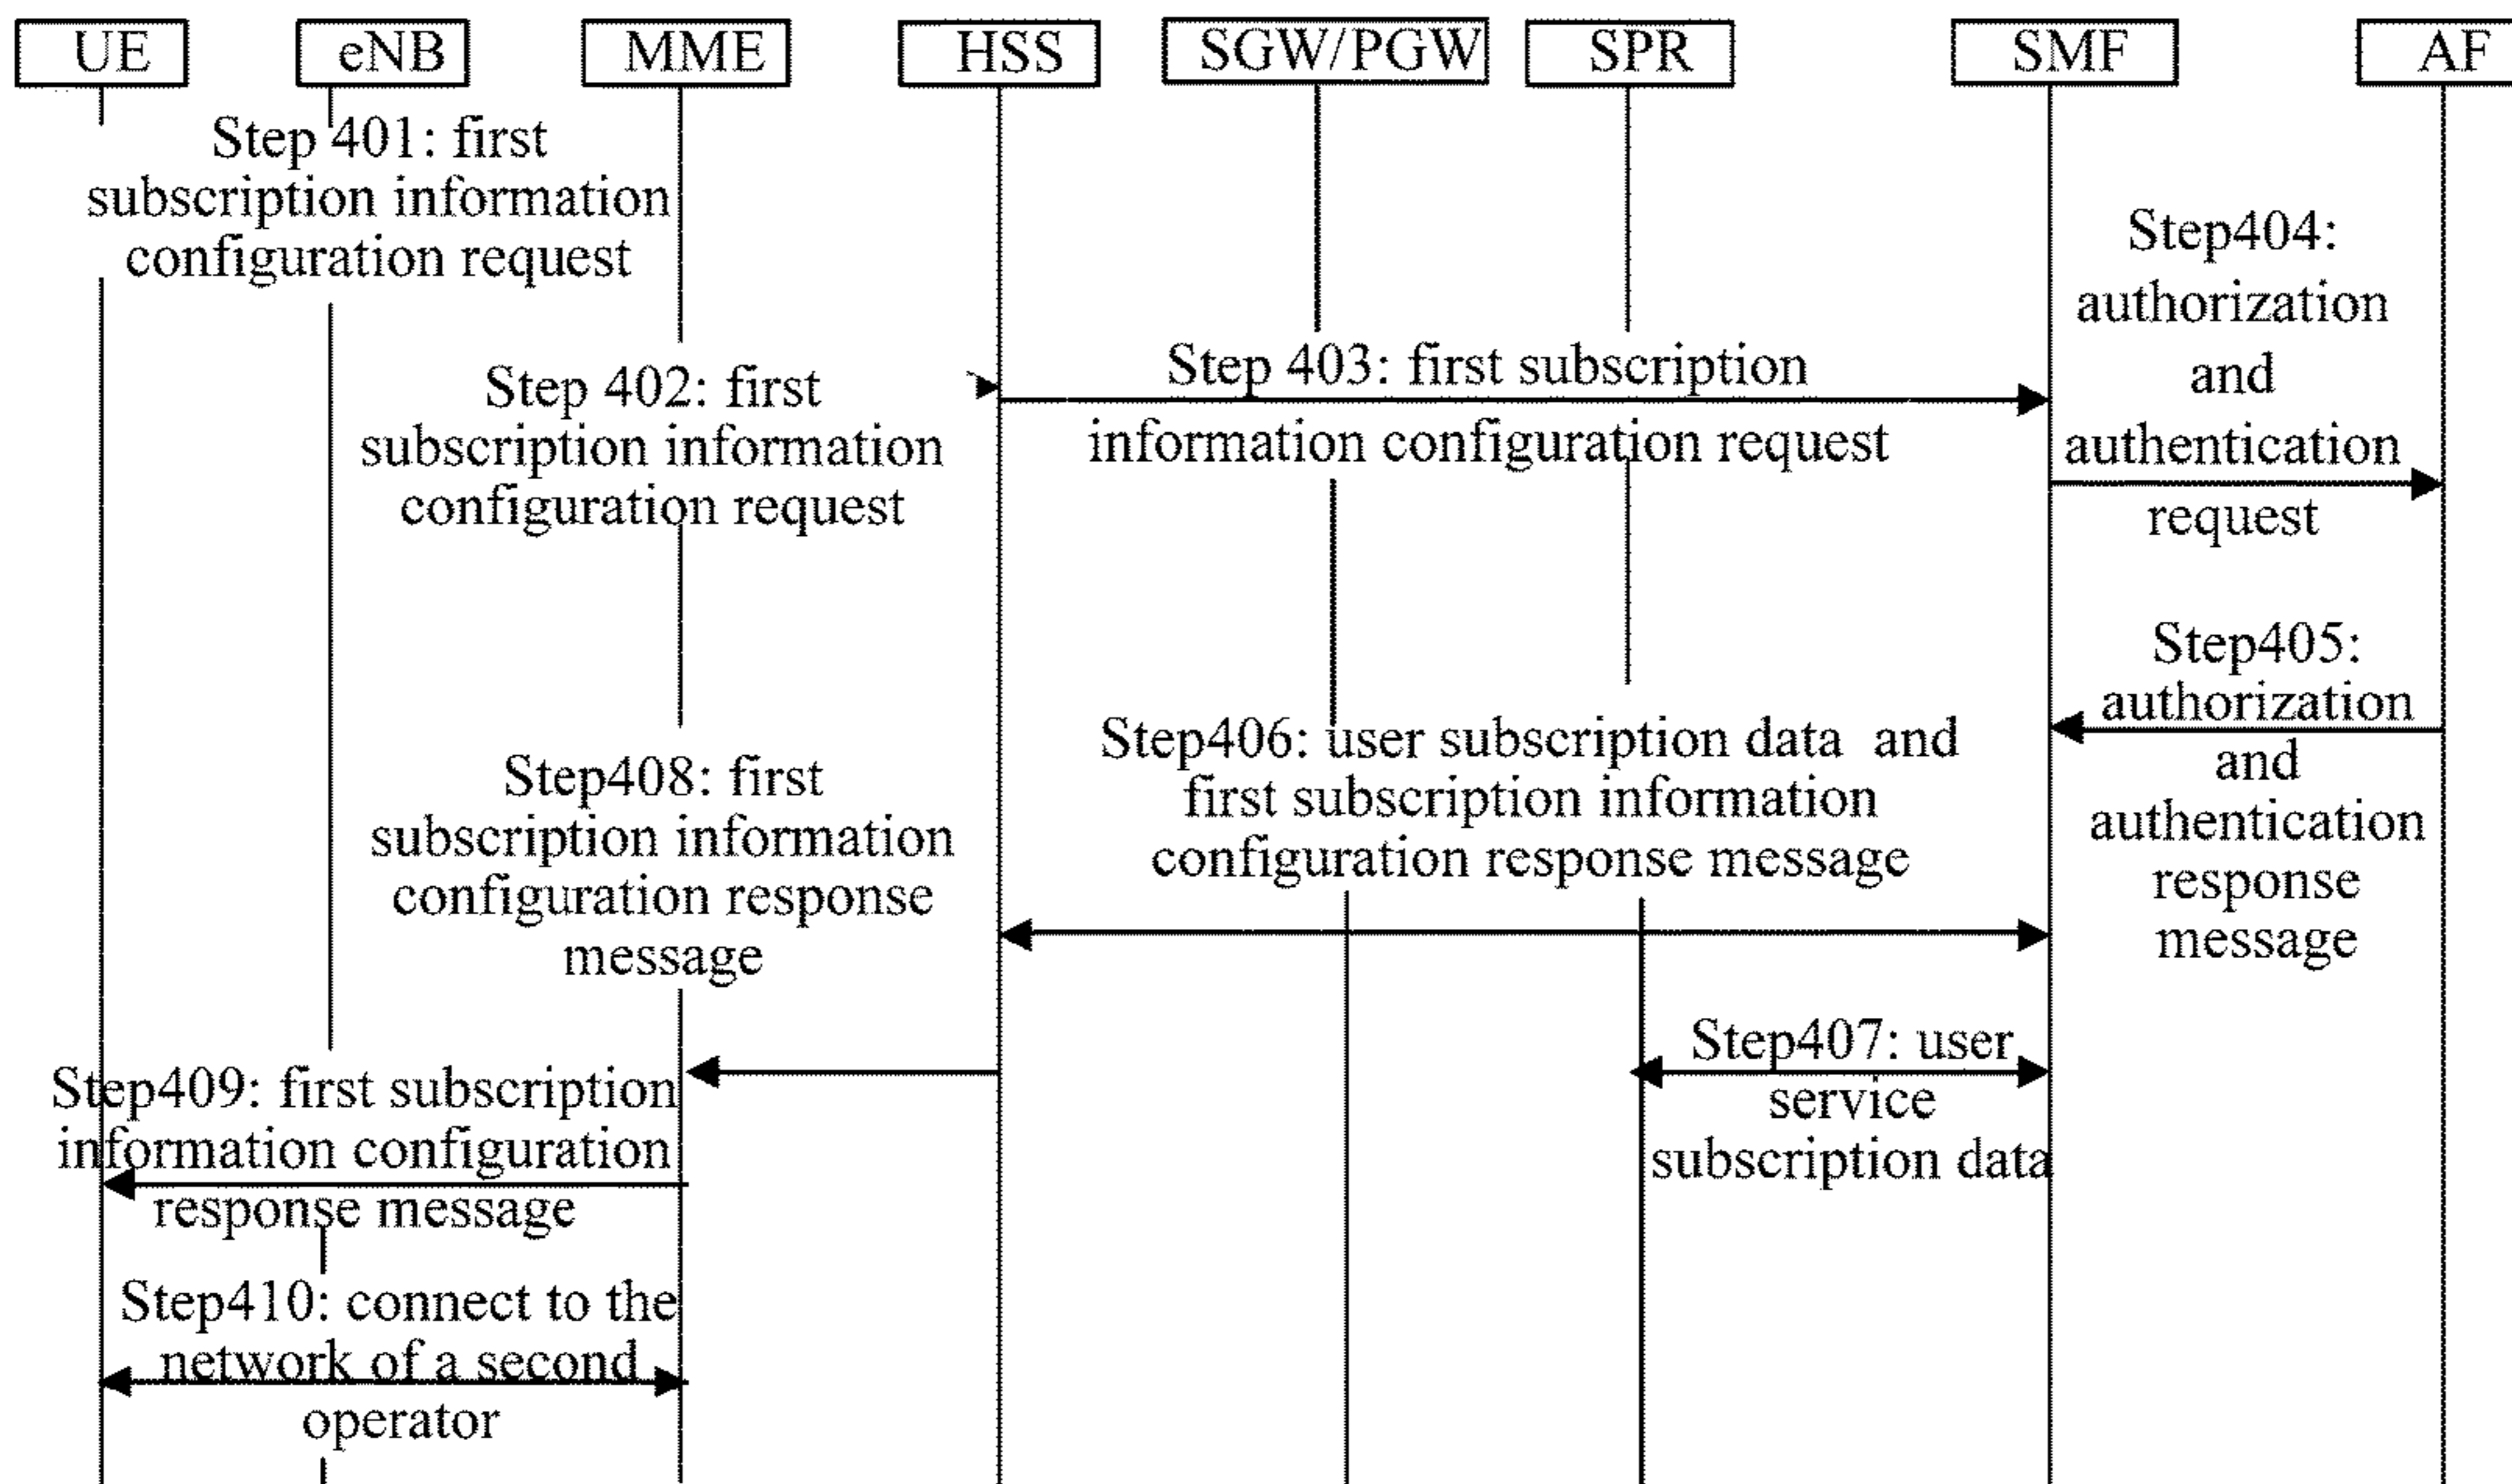 UE
eNB
MME
HSS
SGW/PGW
SPR
SMF
AF
Step 401: first
subscription information
configuration request
Step 402: first
subscription information
configuration request
Step 403: first subscription
information configuration request
Step404:
authorization
and
authentication
request
Step405:
authorization
and
authentication
response
message
Step406: user subscription data and
first subscription information
configuration response message
Step407: user
service
subscription data
Step408: first
subscription information
configuration response
message
Step409: first subscription
information configuration
response message
Step410: connect to the
network of a second
operator